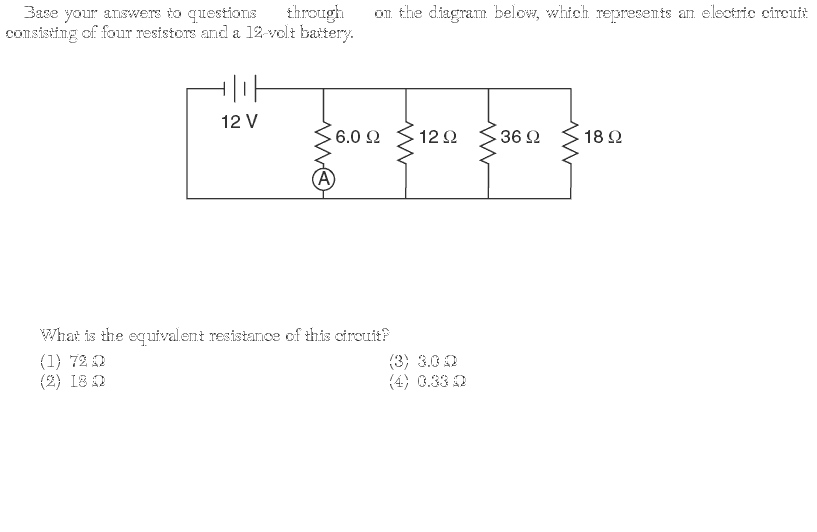 Base your answers to questions through on the diagram below, which represents an electric circuit
consisting of four resistors and a 12-volt battery.
12 V
6.0 Ω 12 Ω 36 Ω 18 Ω
A
What is the equivalent resistance of this circuit?
(1) 72 Ω (3) 3.0 Ω
(2) 18 Ω (4) 0.33 Ω